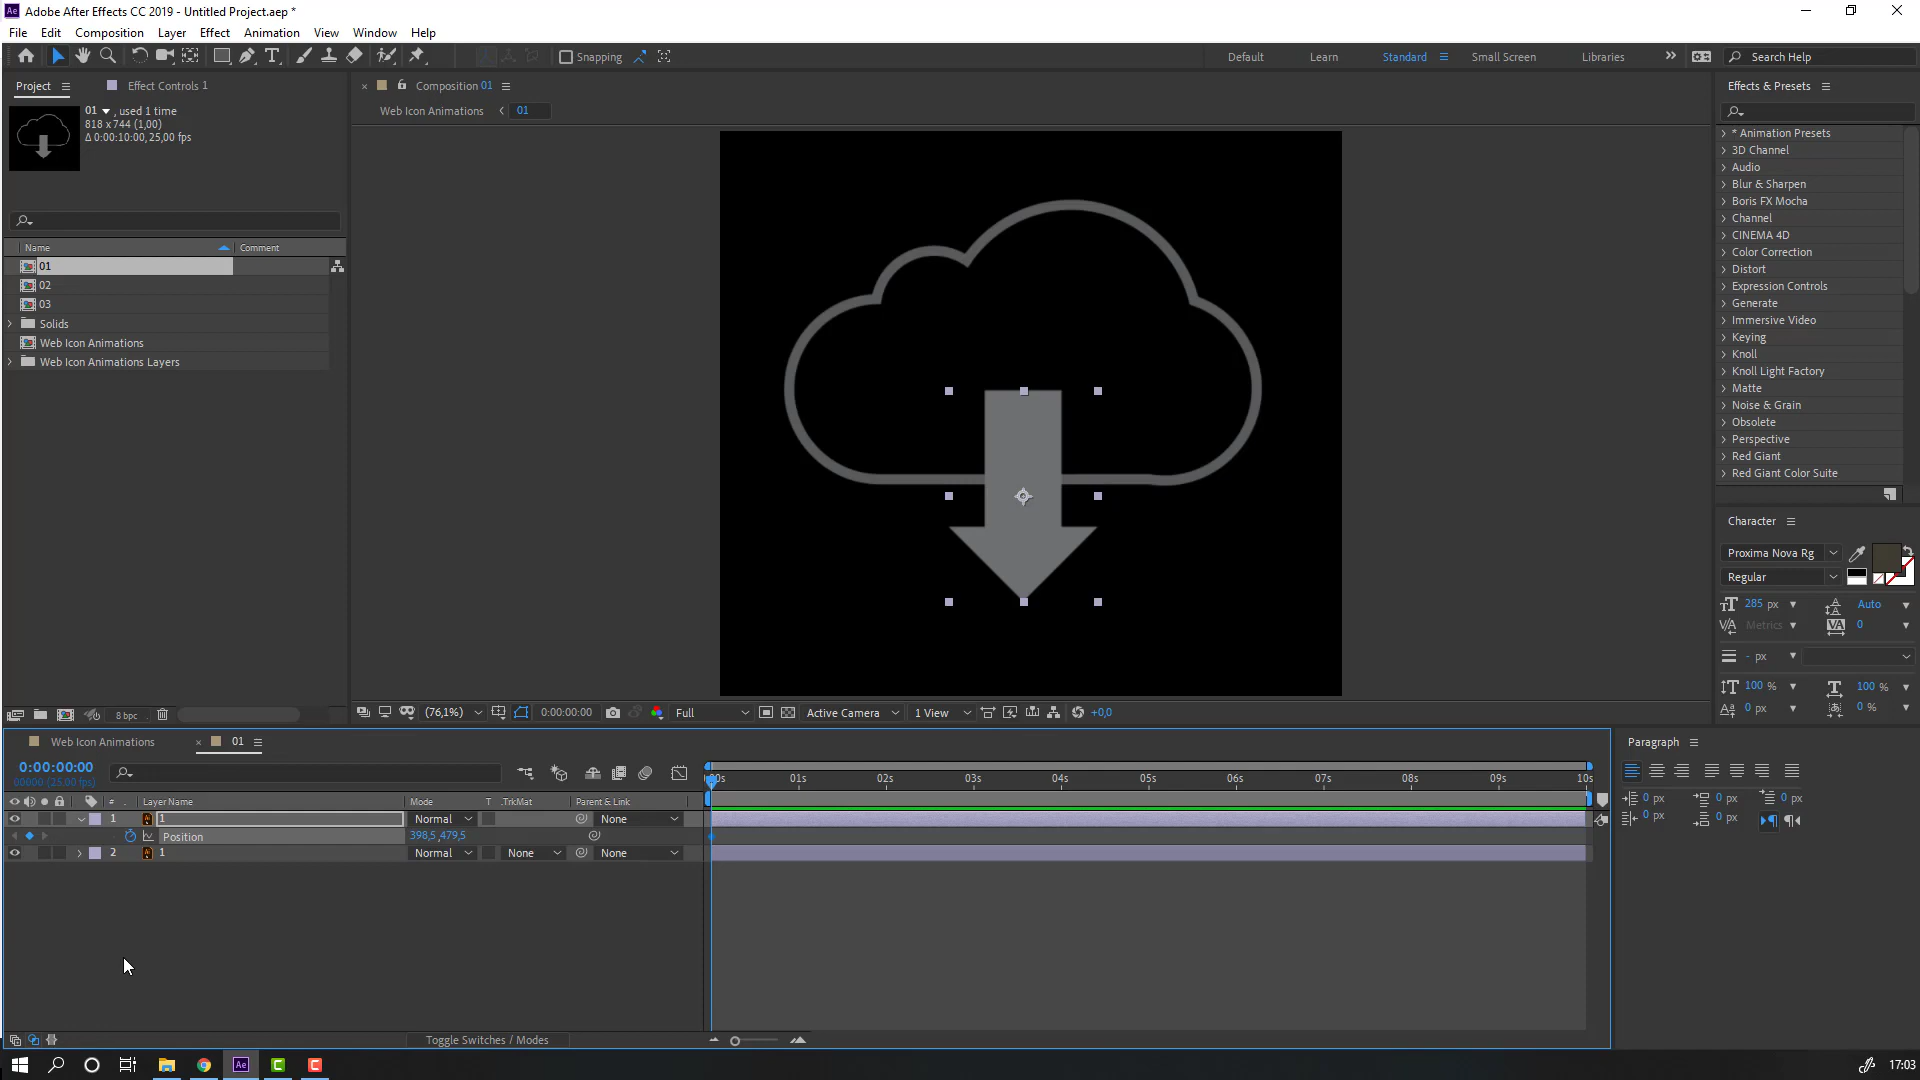 Adobe After Effects CC 2019 - Untitled Project.aep *
File Edit Composition Layer Effect Animation View Window Help
Snapping
Default Learn Standard Small Screen Libraries Search Help
Project Effect Controls 1
01 , used 1 time
818 x 744 (1,00)
Δ 0:00:10:00, 25,00 fps
Name Comment
01
02
03
Solids
Web Icon Animations
Web Icon Animations Layers
8 bpc
Composition 01
Web Icon Animations 01
(76,1%) 0:00:00:00 Full Active Camera 1 View +0,0
Effects & Presets
* Animation Presets
3D Channel
Audio
Blur & Sharpen
Boris FX Mocha
Channel
CINEMA 4D
Color Correction
Distort
Expression Controls
Generate
Immersive Video
Keying
Knoll
Knoll Light Factory
Matte
Noise & Grain
Obsolete
Perspective
Red Giant
Red Giant Color Suite
Character
Proxima Nova Rg
Regular
285 px Auto
Metrics 0
- px
100 % 100 %
0 px 0 %
Paragraph
0 px 0 px 0 px
0 px 0 px
Web Icon Animations 01
0:00:00:00
00000 (25.00 fps)
00s 01s 02s 03s 04s 05s 06s 07s 08s 09s 10s
# Layer Name Mode T .TrkMat Parent & Link
1 1 Normal None
Position 398,5,479,5
2 1 Normal None None
Toggle Switches / Modes
17:03